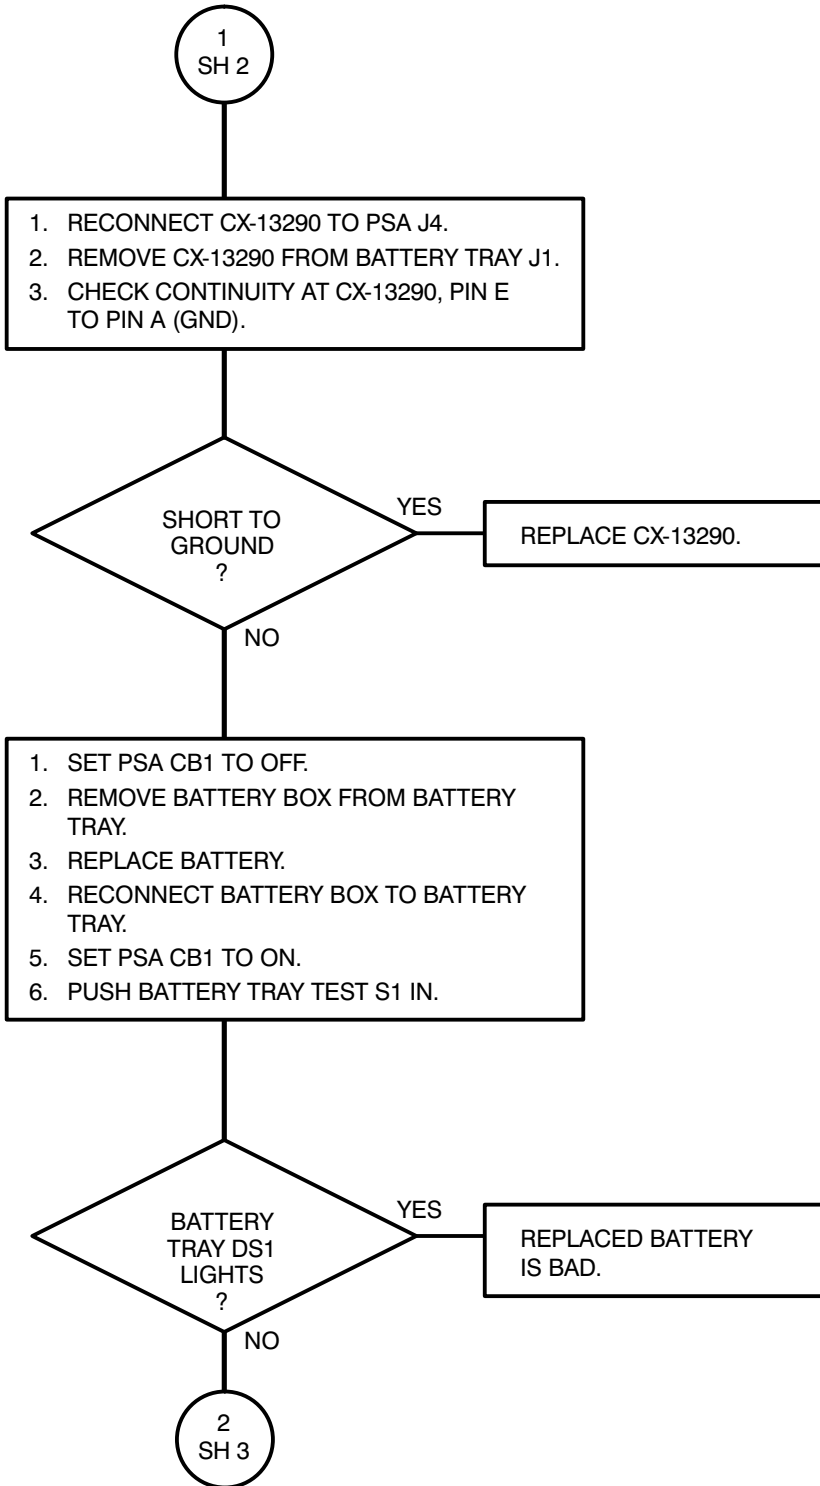 1
SH 2
1. RECONNECT CX-13290 TO PSA J4.
2. REMOVE CX-13290 FROM BATTERY TRAY J1.
3. CHECK CONTINUITY AT CX-13290, PIN E
TO PIN A (GND).
SHORT TO
GROUND
?
YES
REPLACE CX-13290.
NO
1. SET PSA CB1 TO OFF.
2. REMOVE BATTERY BOX FROM BATTERY
TRAY.
3. REPLACE BATTERY.
4. RECONNECT BATTERY BOX TO BATTERY
TRAY.
5. SET PSA CB1 TO ON.
6. PUSH BATTERY TRAY TEST S1 IN.
BATTERY
TRAY DS1
LIGHTS
?
YES
REPLACED BATTERY
IS BAD.
NO
2
SH 3